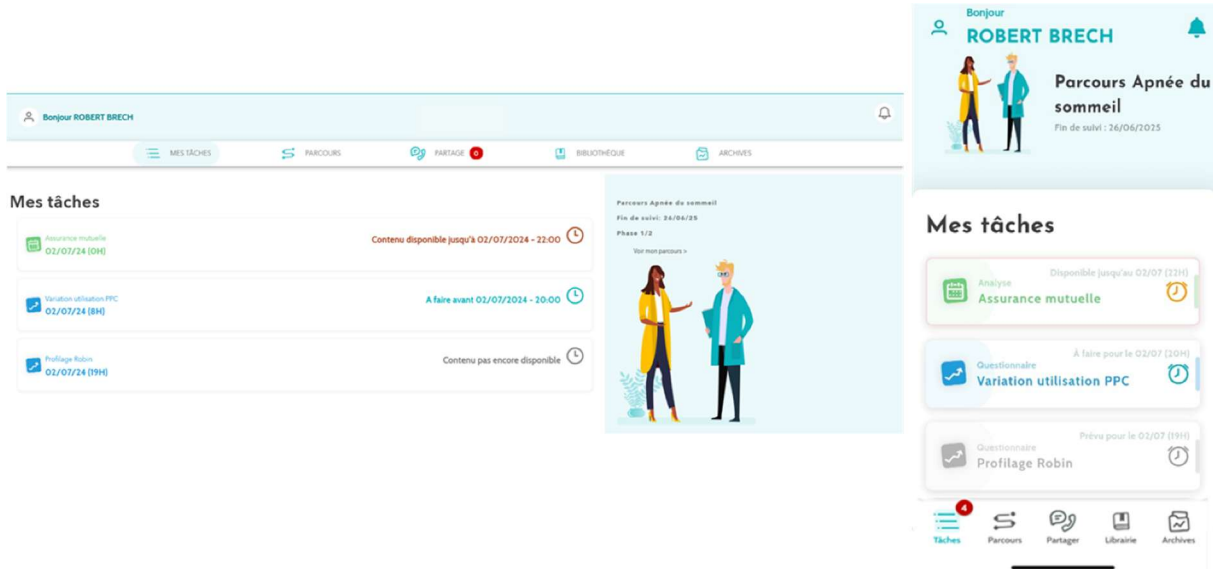 Bonjour ROBERT BRECH
MES TÂCHES
PARCOURS
PARTAGE 0
BIBLIOTHÈQUE
ARCHIVES
Mes tâches
Assurance mutuelle
02/07/24 (0H)
Contenu disponible jusqu'à 02/07/2024 - 22:00
Variation utilisation PPC
02/07/24 (8H)
A faire avant 02/07/2024 - 20:00
Profilage Robin
02/07/24 (19H)
Contenu pas encore disponible
Parcours Apnée du sommeil
Fin de suivi: 26/06/25
Phase 1/2
Voir mon parcours >
Bonjour
ROBERT BRECH
Parcours Apnée du
sommeil
Fin de suivi : 26/06/2025
Mes tâches
Disponible jusqu'au 02/07 (22H)
Analyse
Assurance mutuelle
À faire pour le 02/07 (20H)
Questionnaire
Variation utilisation PPC
Prévu pour le 02/07 (19H)
Questionnaire
Profilage Robin
4
Tâches
Parcours
Partager
Librairie
Archives